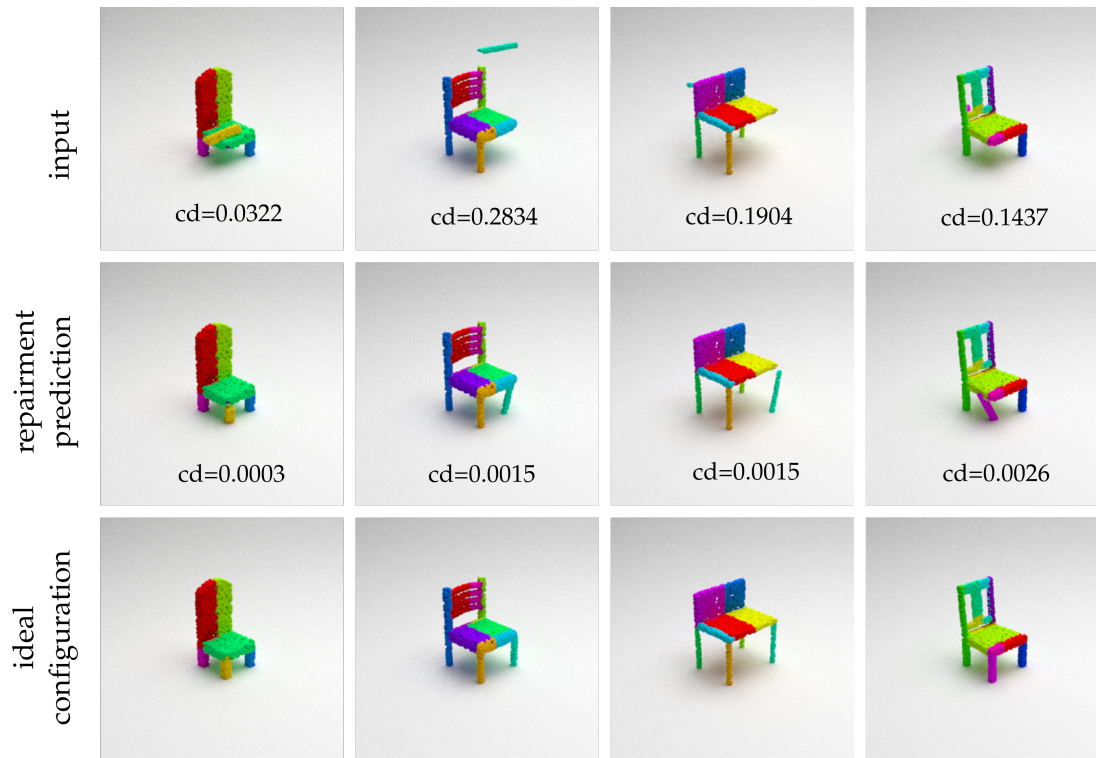 input
cd=0.0322
cd=0.2834
cd=0.1904
cd=0.1437
repairment
prediction
cd=0.0003
cd=0.0015
cd=0.0015
cd=0.0026
ideal
configuration